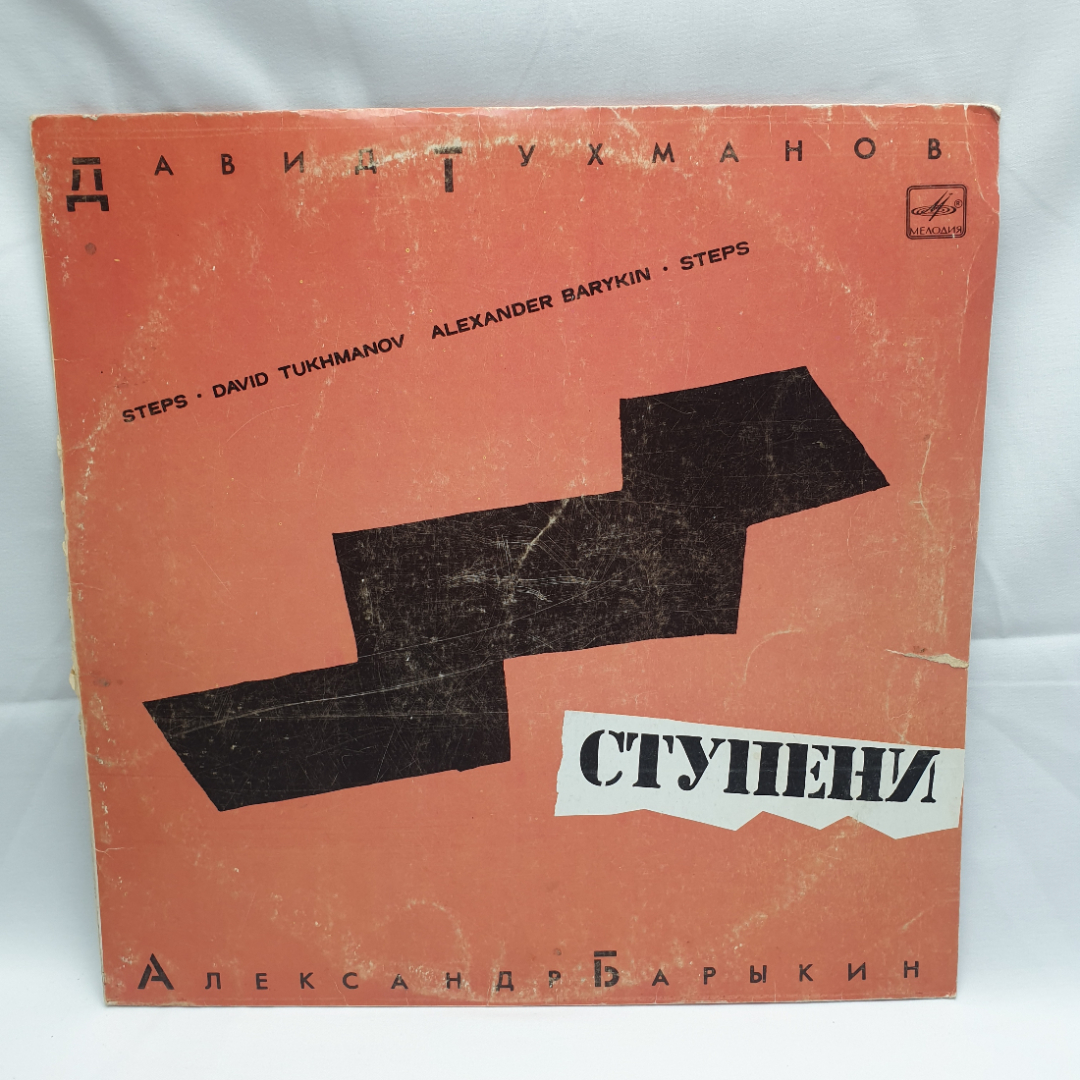 Давид Тухманов
® МЕЛОДИЯ
STEPS · DAVID TUKHMANOV ALEXANDER BARYKIN · STEPS
СТУПЕНИ
Александр Барыкин